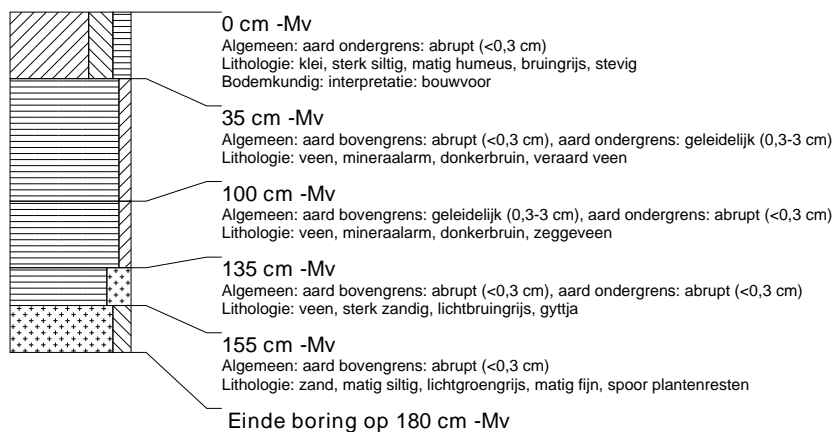 0 cm -Mv
Algemeen: aard ondergrens: abrupt (<0,3 cm)
Lithologie: klei, sterk siltig, matig humeus, bruingrijs, stevig
Bodemkundig: interpretatie: bouwvoor
35 cm -Mv
Algemeen: aard bovengrens: abrupt (<0,3 cm), aard ondergrens: geleidelijk (0,3-3 cm)
Lithologie: veen, mineraalarm, donkerbruin, veraard veen
100 cm -Mv
Algemeen: aard bovengrens: geleidelijk (0,3-3 cm), aard ondergrens: abrupt (<0,3 cm)
Lithologie: veen, mineraalarm, donkerbruin, zeggeveen
135 cm -Mv
Algemeen: aard bovengrens: abrupt (<0,3 cm), aard ondergrens: abrupt (<0,3 cm)
Lithologie: veen, sterk zandig, lichtbruingrijs, gyttja
155 cm -Mv
Algemeen: aard bovengrens: abrupt (<0,3 cm)
Lithologie: zand, matig siltig, lichtgroengrijs, matig fijn, spoor plantenresten
Einde boring op 180 cm -Mv